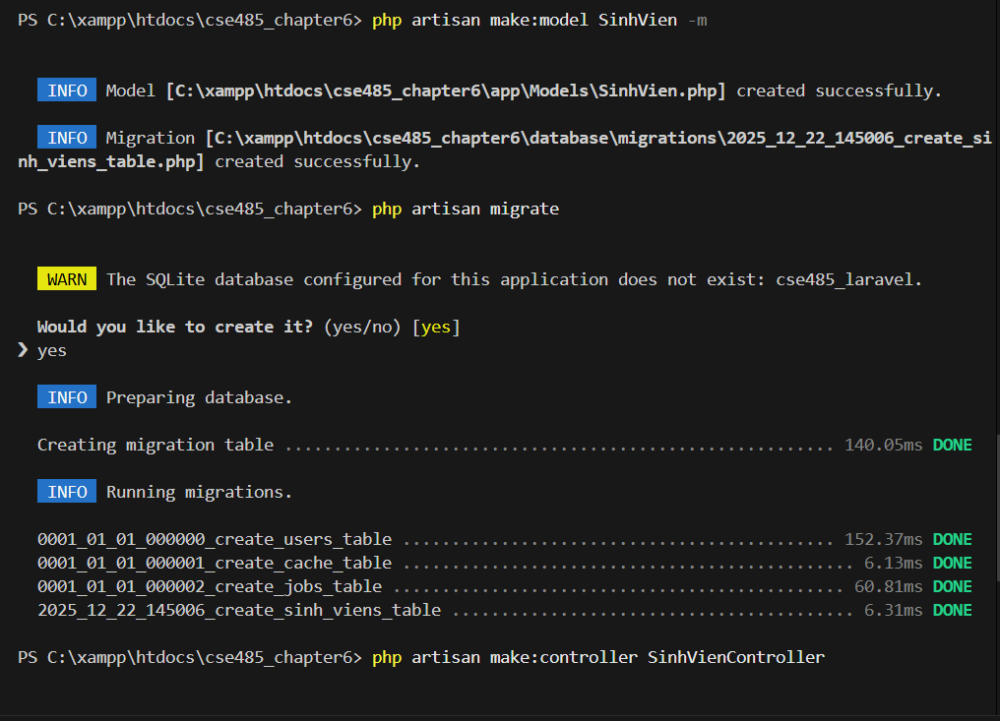 PS C:\xampp\htdocs\cse485_chapter6> php artisan make:model SinhVien -m
INFO Model [C:\xampp\htdocs\cse485_chapter6\app\Models\SinhVien.php] created successfully.
INFO Migration [C:\xampp\htdocs\cse485_chapter6\database\migrations\2025_12_22_145006_create_si
nh_viens_table.php] created successfully.
PS C:\xampp\htdocs\cse485_chapter6> php artisan migrate
WARN The SQLite database configured for this application does not exist: cse485_laravel.
Would you like to create it? (yes/no) [yes]
❯ yes
INFO Preparing database.
Creating migration table ........................................................ 140.05ms DONE
INFO Running migrations.
0001_01_01_000000_create_users_table ............................................ 152.37ms DONE
0001_01_01_000001_create_cache_table .............................................. 6.13ms DONE
0001_01_01_000002_create_jobs_table .............................................. 60.81ms DONE
2025_12_22_145006_create_sinh_viens_table ......................................... 6.31ms DONE
PS C:\xampp\htdocs\cse485_chapter6> php artisan make:controller SinhVienController